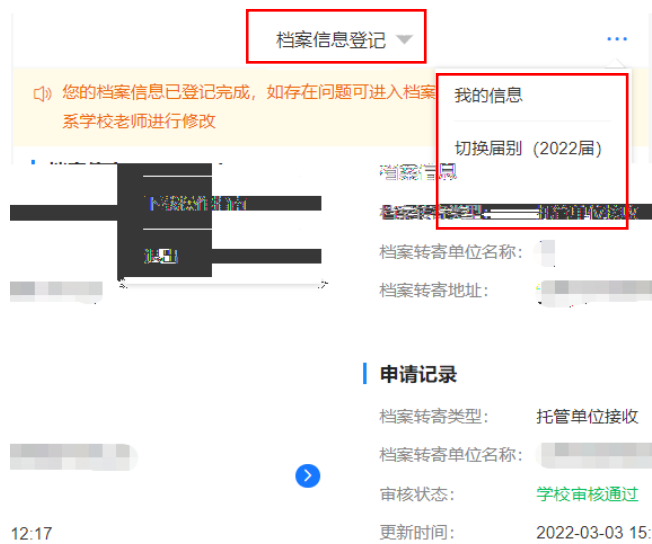 档案信息登记
您的档案信息已登记完成，如存在问题可进入档案
系学校老师进行修改
我的信息
切换届别（2022届）
档案信息
档案转寄单位名称：
档案转寄地址：
申请记录
档案转寄类型： 托管单位接收
档案转寄单位名称：
审核状态： 学校审核通过
12:17
更新时间： 2022-03-03 15: